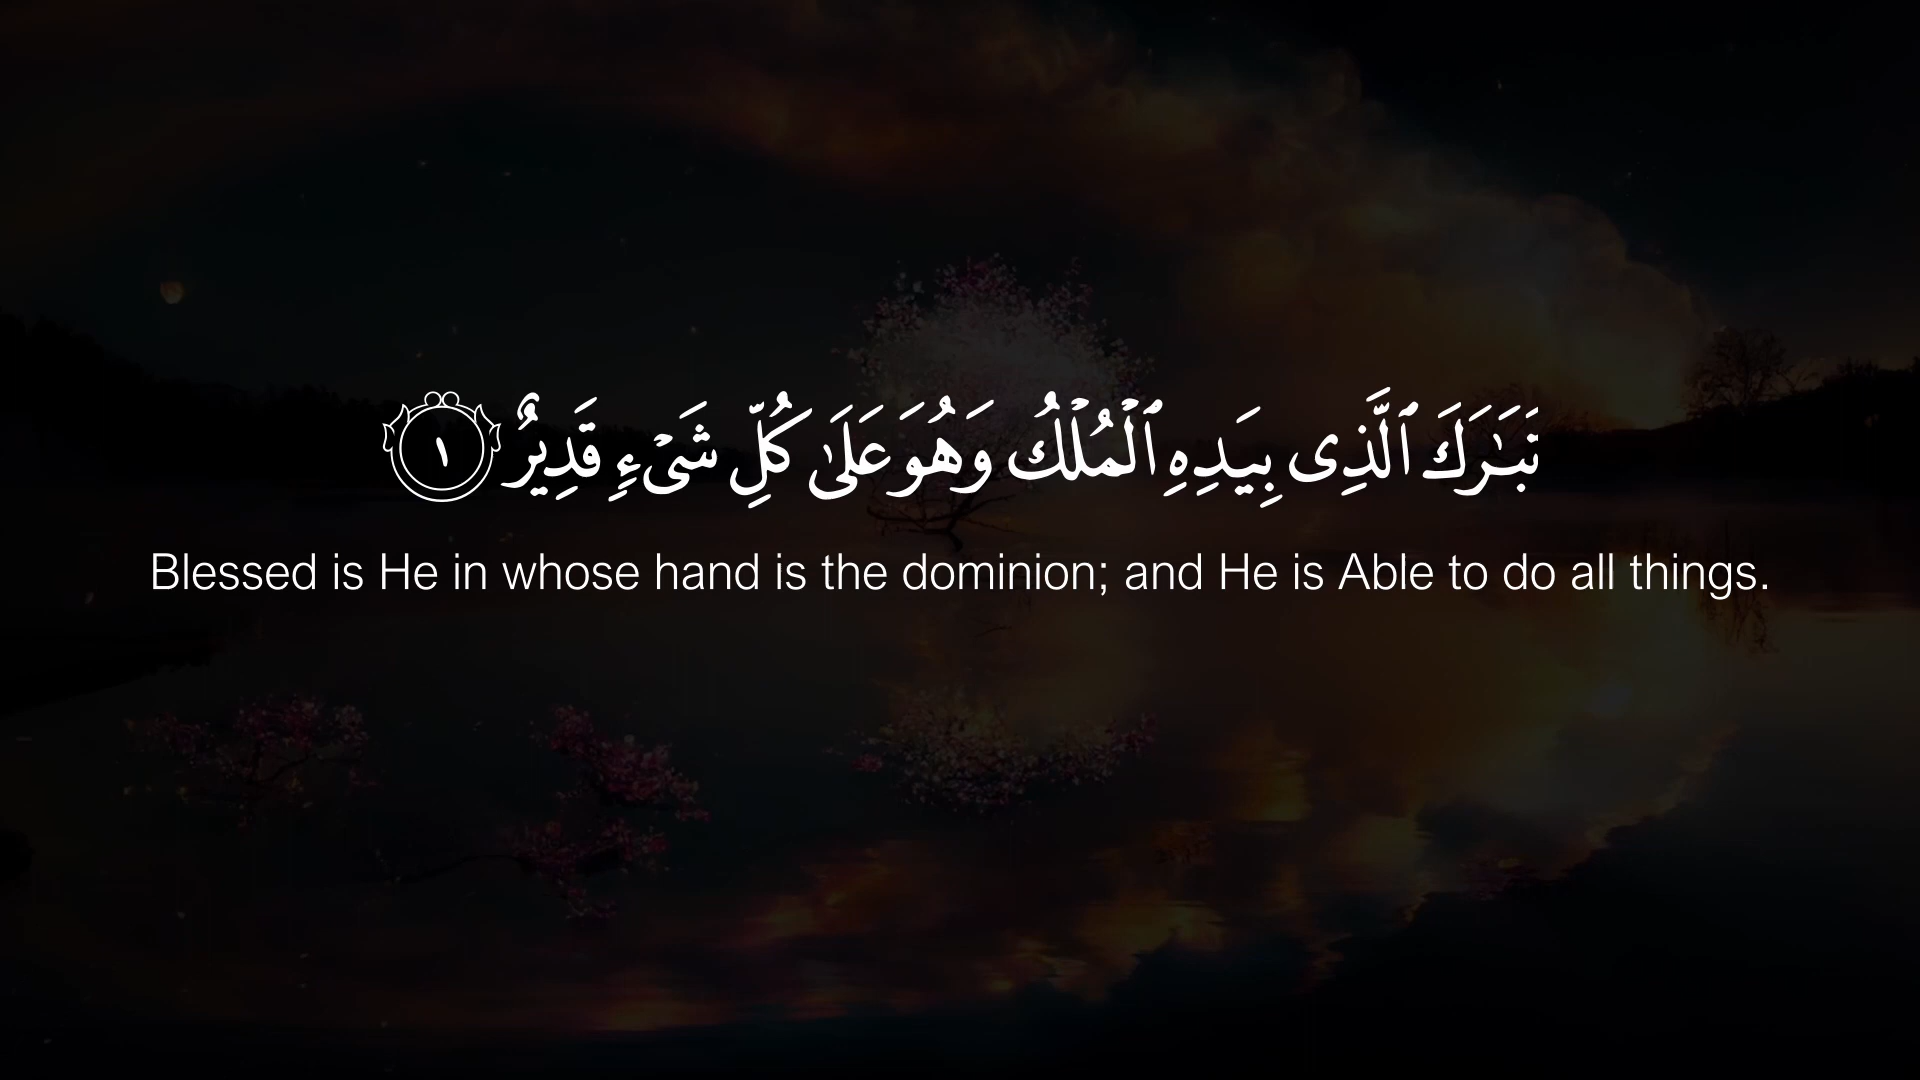 تَبَـٰرَكَ ٱلَّذِى بِيَدِهِ ٱلْمُلْكُ وَهُوَ عَلَىٰ كُلِّ شَىْءٍ قَدِيرٌ ١
Blessed is He in whose hand is the dominion; and He is Able to do all things.